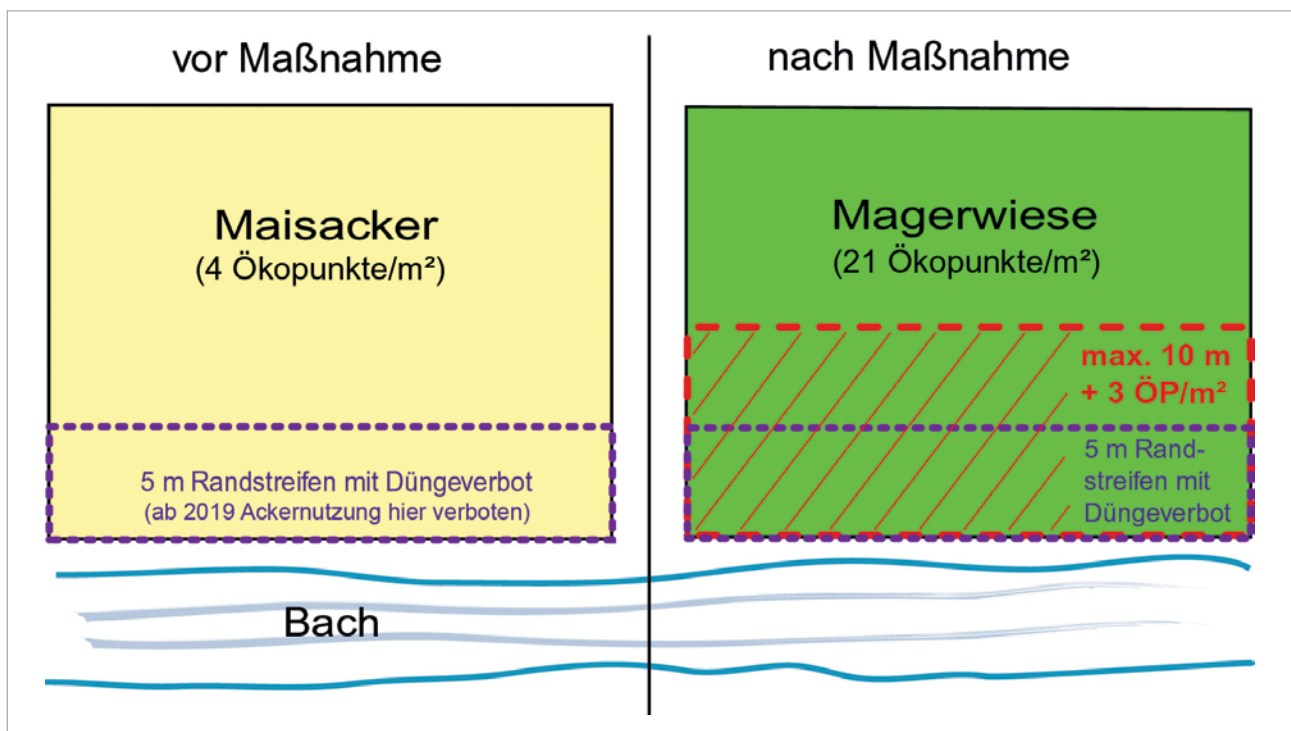 vor Maßnahme
Maisacker
(4 Ökopunkte/m²)
5 m Randstreifen mit Düngeverbot
(ab 2019 Ackernutzung hier verboten)
nach Maßnahme
Magerwiese
(21 Ökopunkte/m²)
max. 10 m
+ 3 ÖP/m²
5 m Rand-
streifen mit
Düngeverbot
Bach